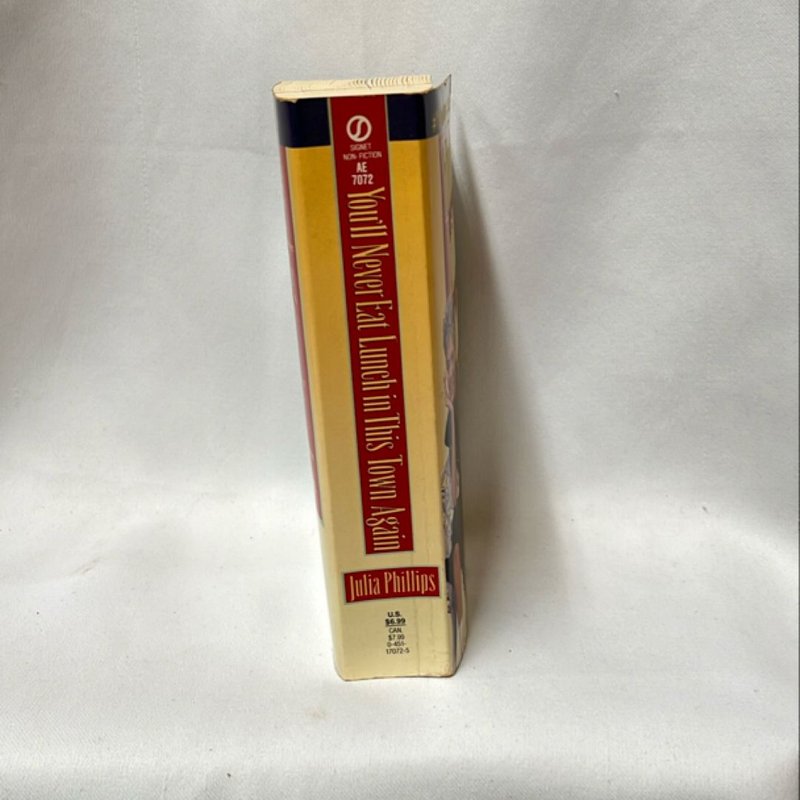 SIGNET
NON-FICTION
AE
7072
You'll Never Eat Lunch in This Town Again
Julia Phillips
U.S.
$6.99
CAN.
$7.99
0-451-
17072-5